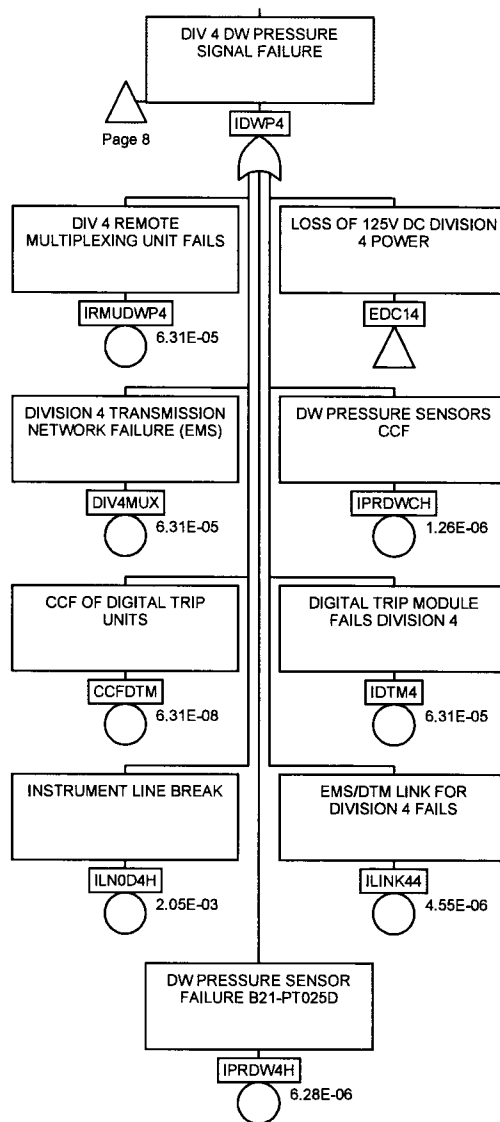 DIV 4 DW PRESSURE
SIGNAL FAILURE
Page 8
IDWP4
DIV 4 REMOTE
MULTIPLEXING UNIT FAILS
IRMUDWP4
6.31E-05
LOSS OF 125V DC DIVISION
4 POWER
EDC14
DIVISION 4 TRANSMISSION
NETWORK FAILURE (EMS)
DIV4MUX
6.31E-05
DW PRESSURE SENSORS
CCF
IPRDWCH
1.26E-06
CCF OF DIGITAL TRIP
UNITS
CCFDTM
6.31E-08
DIGITAL TRIP MODULE
FAILS DIVISION 4
IDTM4
6.31E-05
INSTRUMENT LINE BREAK
ILN0D4H
2.05E-03
EMS/DTM LINK FOR
DIVISION 4 FAILS
ILINK44
4.55E-06
DW PRESSURE SENSOR
FAILURE B21-PT025D
IPRDW4H
6.28E-06